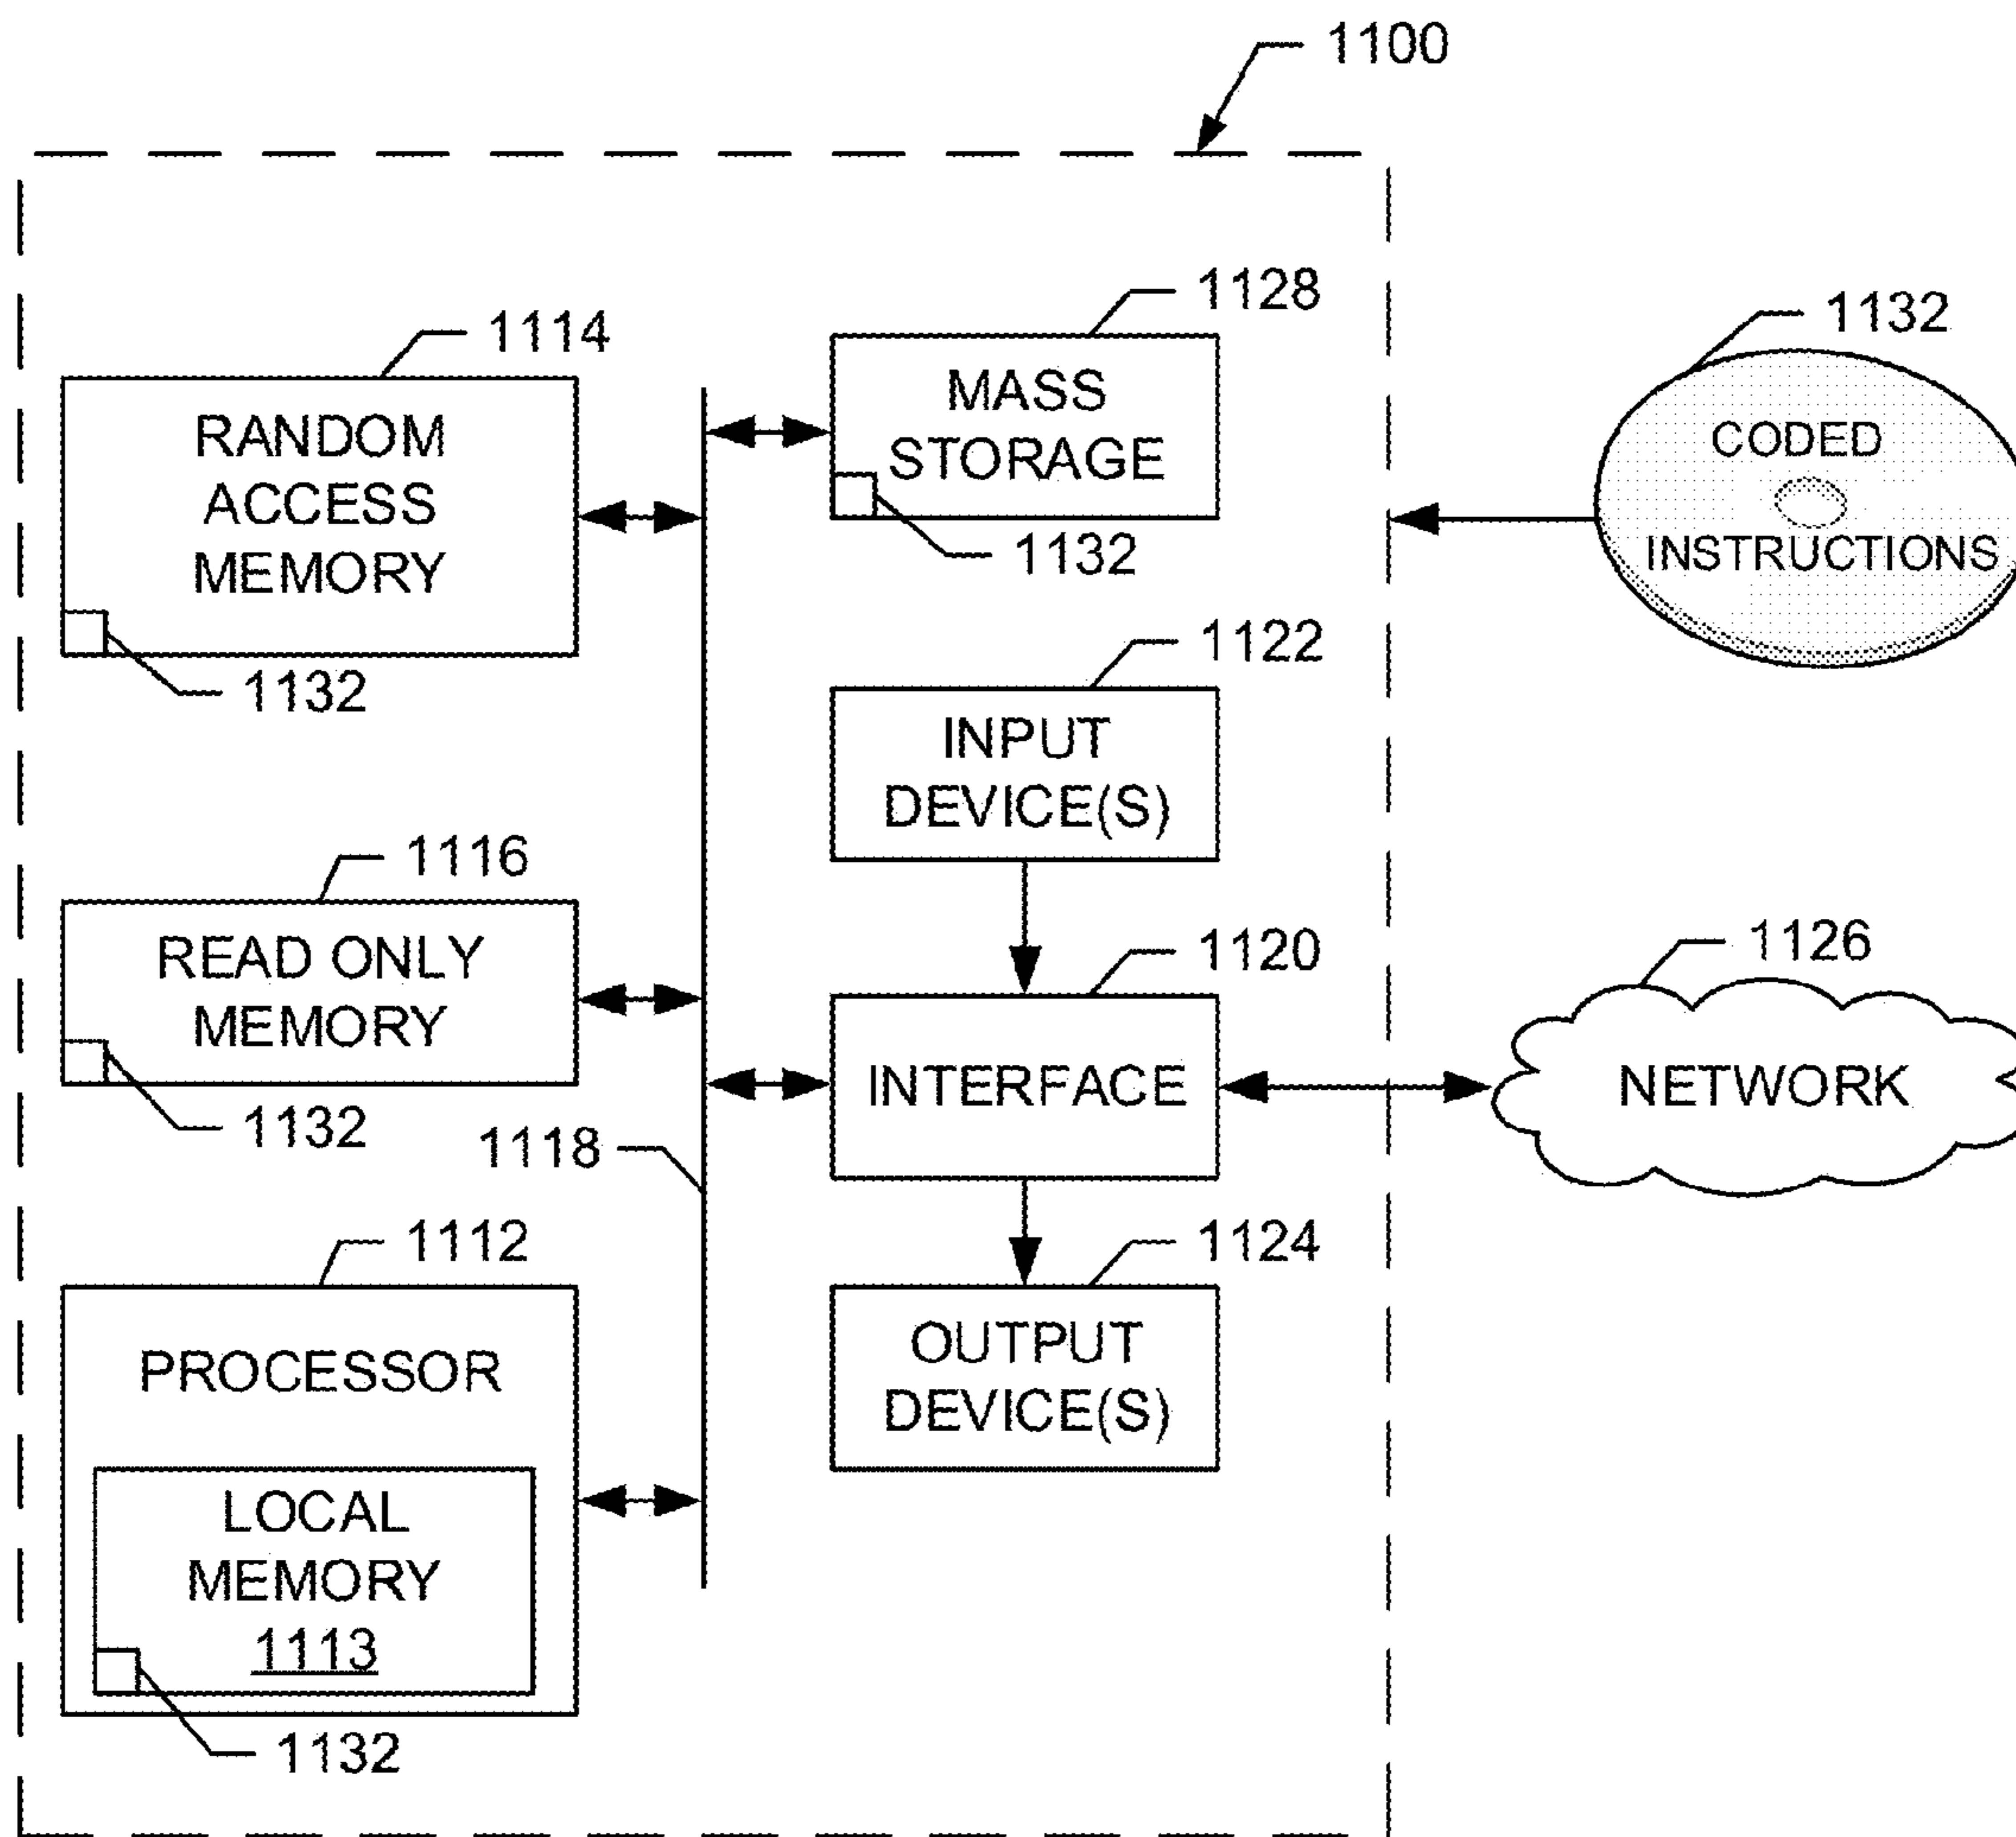 1100
1114
RANDOM
ACCESS
MEMORY
1132
1128
MASS
STORAGE
1132
1132
CODED
INSTRUCTIONS
1122
INPUT
DEVICE(S)
1116
READ ONLY
MEMORY
1132
1118
1120
INTERFACE
1126
NETWORK
1112
PROCESSOR
LOCAL
MEMORY
1113
1132
1124
OUTPUT
DEVICE(S)